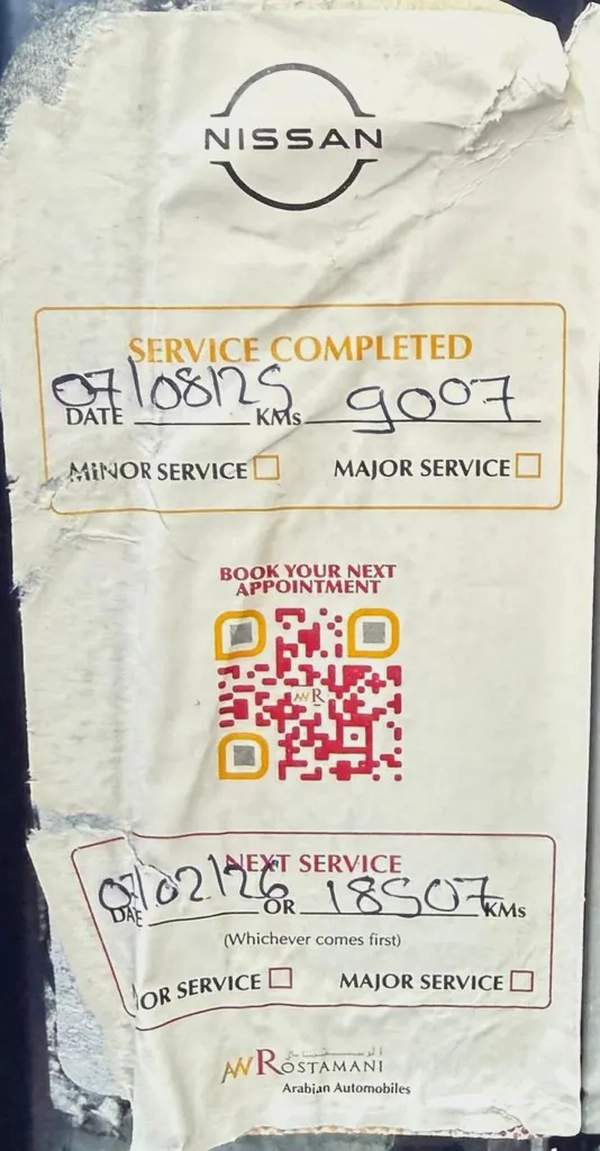 NISSAN
SERVICE COMPLETED
DATE 07/08/25 KMs 9007
MINOR SERVICE MAJOR SERVICE
BOOK YOUR NEXT
APPOINTMENT
AWR
NEXT SERVICE
DATE 07/02/26 OR 18507 KMs
(Whichever comes first)
OR SERVICE MAJOR SERVICE
AW ROSTAMANI
Arabian Automobiles